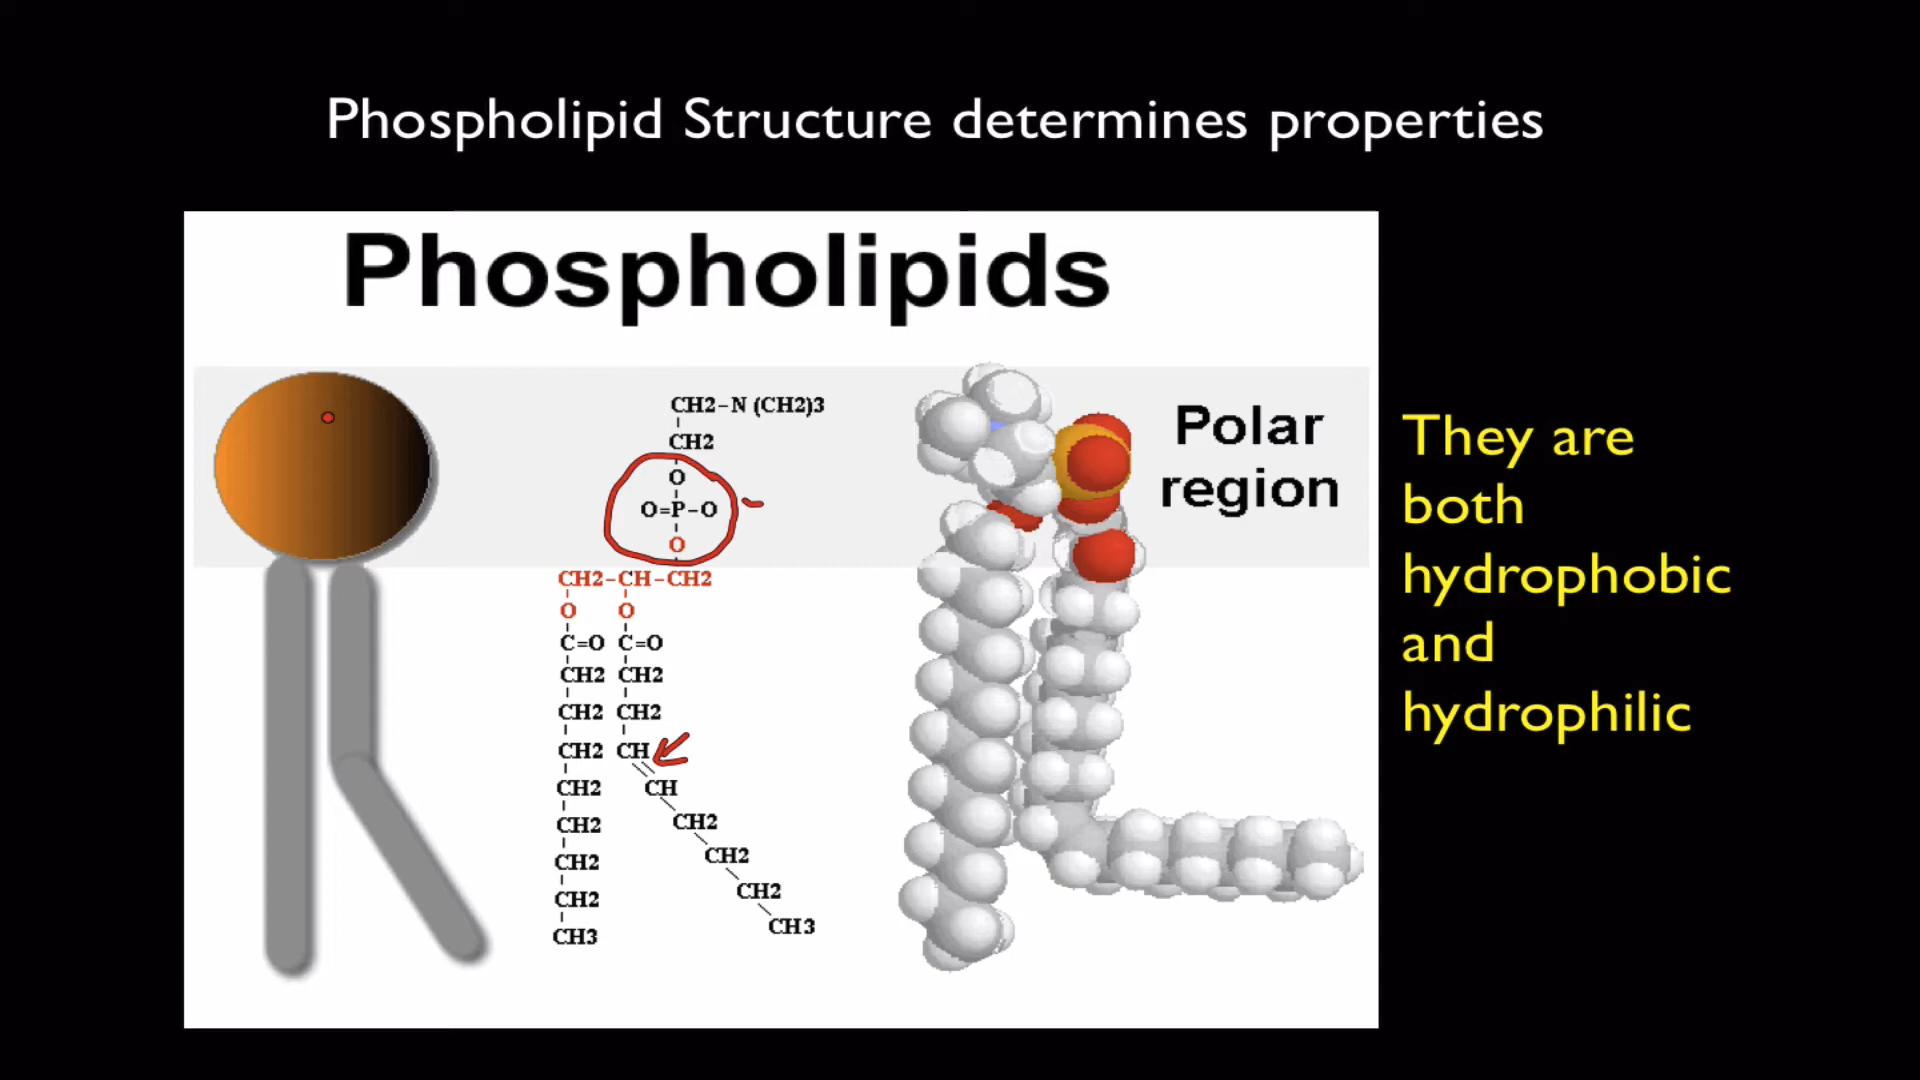 Phospholipid Structure determines properties
Phospholipids
CH2-N (CH2)3
CH2
O
O=P-O
O
CH2-CH-CH2
O O
C=O C=O
CH2 CH2
CH2 CH2
CH2 CH
CH2 CH
CH2 CH2
CH2 CH2
CH2 CH2
CH3 CH3
Polar
region
They are
both
hydrophobic
and
hydrophilic